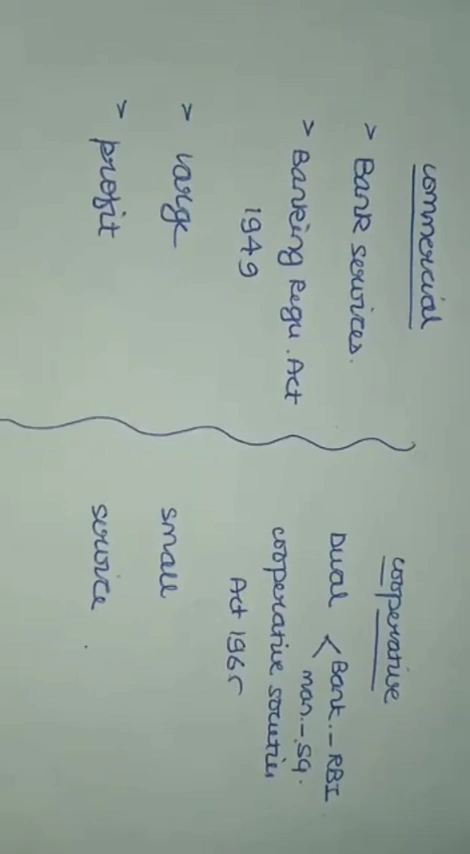 commercial
> Bank services.
> Banking Regu. Act
1949
> large
> profit
cooperative
Dual < Bank. - RBI
man. - SG.
cooperative societies
Act 1965
small
service